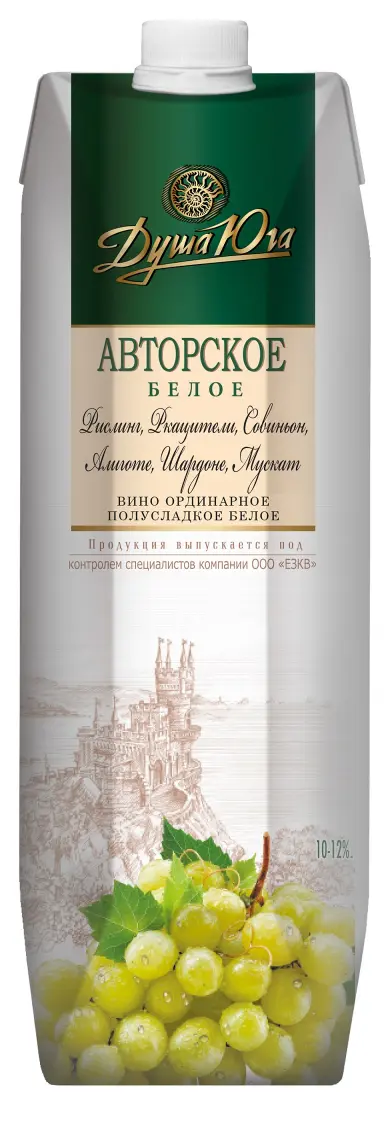 Душа Юга
АВТОРСКОЕ
БЕЛОЕ
Рислинг, Ркацители, Совиньон,
Алиготе, Шардоне, Мускат
ВИНО ОРДИНАРНОЕ
ПОЛУСЛАДКОЕ БЕЛОЕ
Продукция выпускается под
контролем специалистов компании ООО «ЕЗКВ»
10-12%.